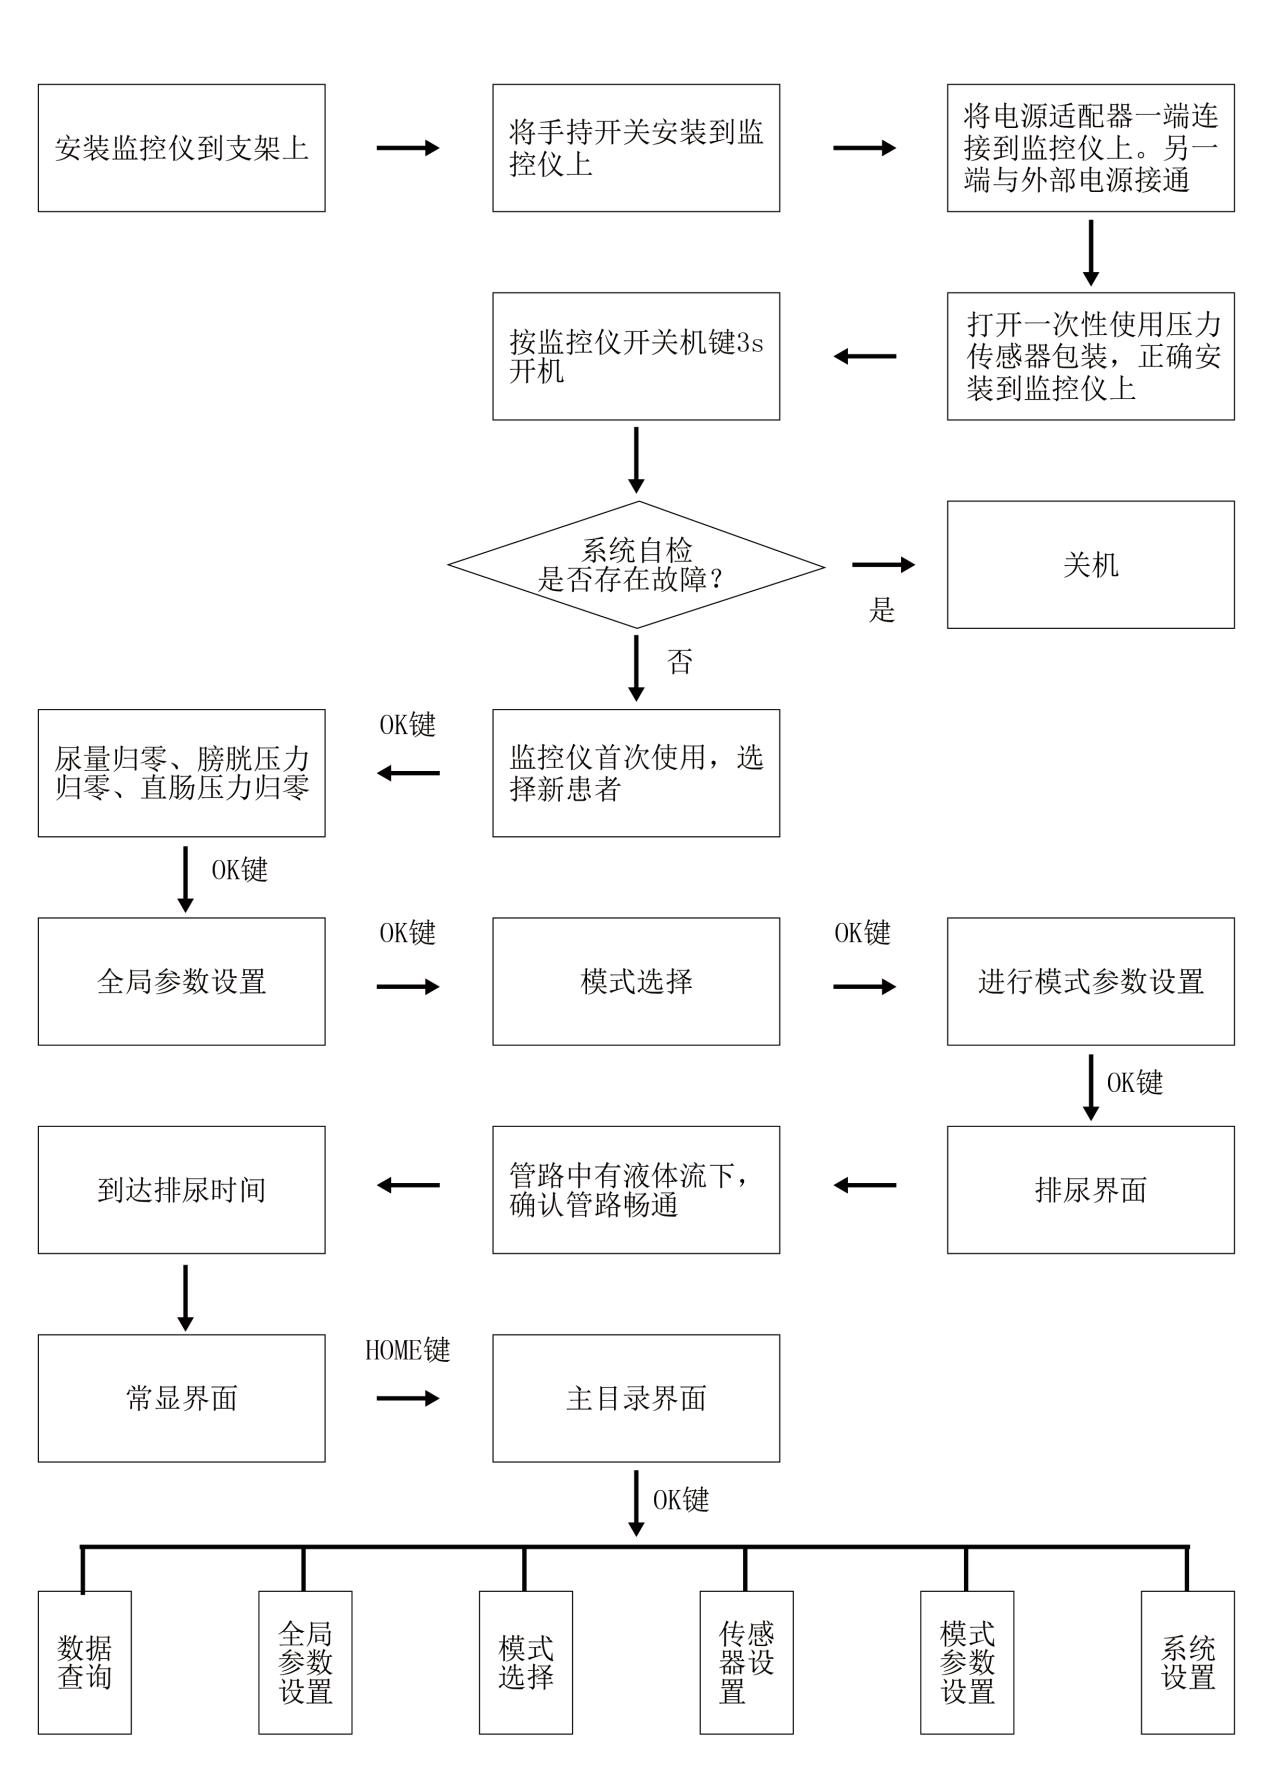 安装监控仪到支架上
将手持开关安装到监
控仪上
将电源适配器一端连
接到监控仪上。另一
端与外部电源接通
按监控仪开关机键3s
开机
打开一次性使用压力
传感器包装，正确安
装到监控仪上
系统自检
是否存在故障？
是
关机
否
尿量归零、膀胱压力
归零、直肠压力归零
OK键
监控仪首次使用，选
择新患者
OK键
全局参数设置
OK键
模式选择
OK键
进行模式参数设置
OK键
到达排尿时间
管路中有液体流下，
确认管路畅通
排尿界面
常显界面
HOME键
主目录界面
OK键
数据
查询
全局
参数
设置
模式
选择
传感
器设
置
模式
参数
设置
系统
设置